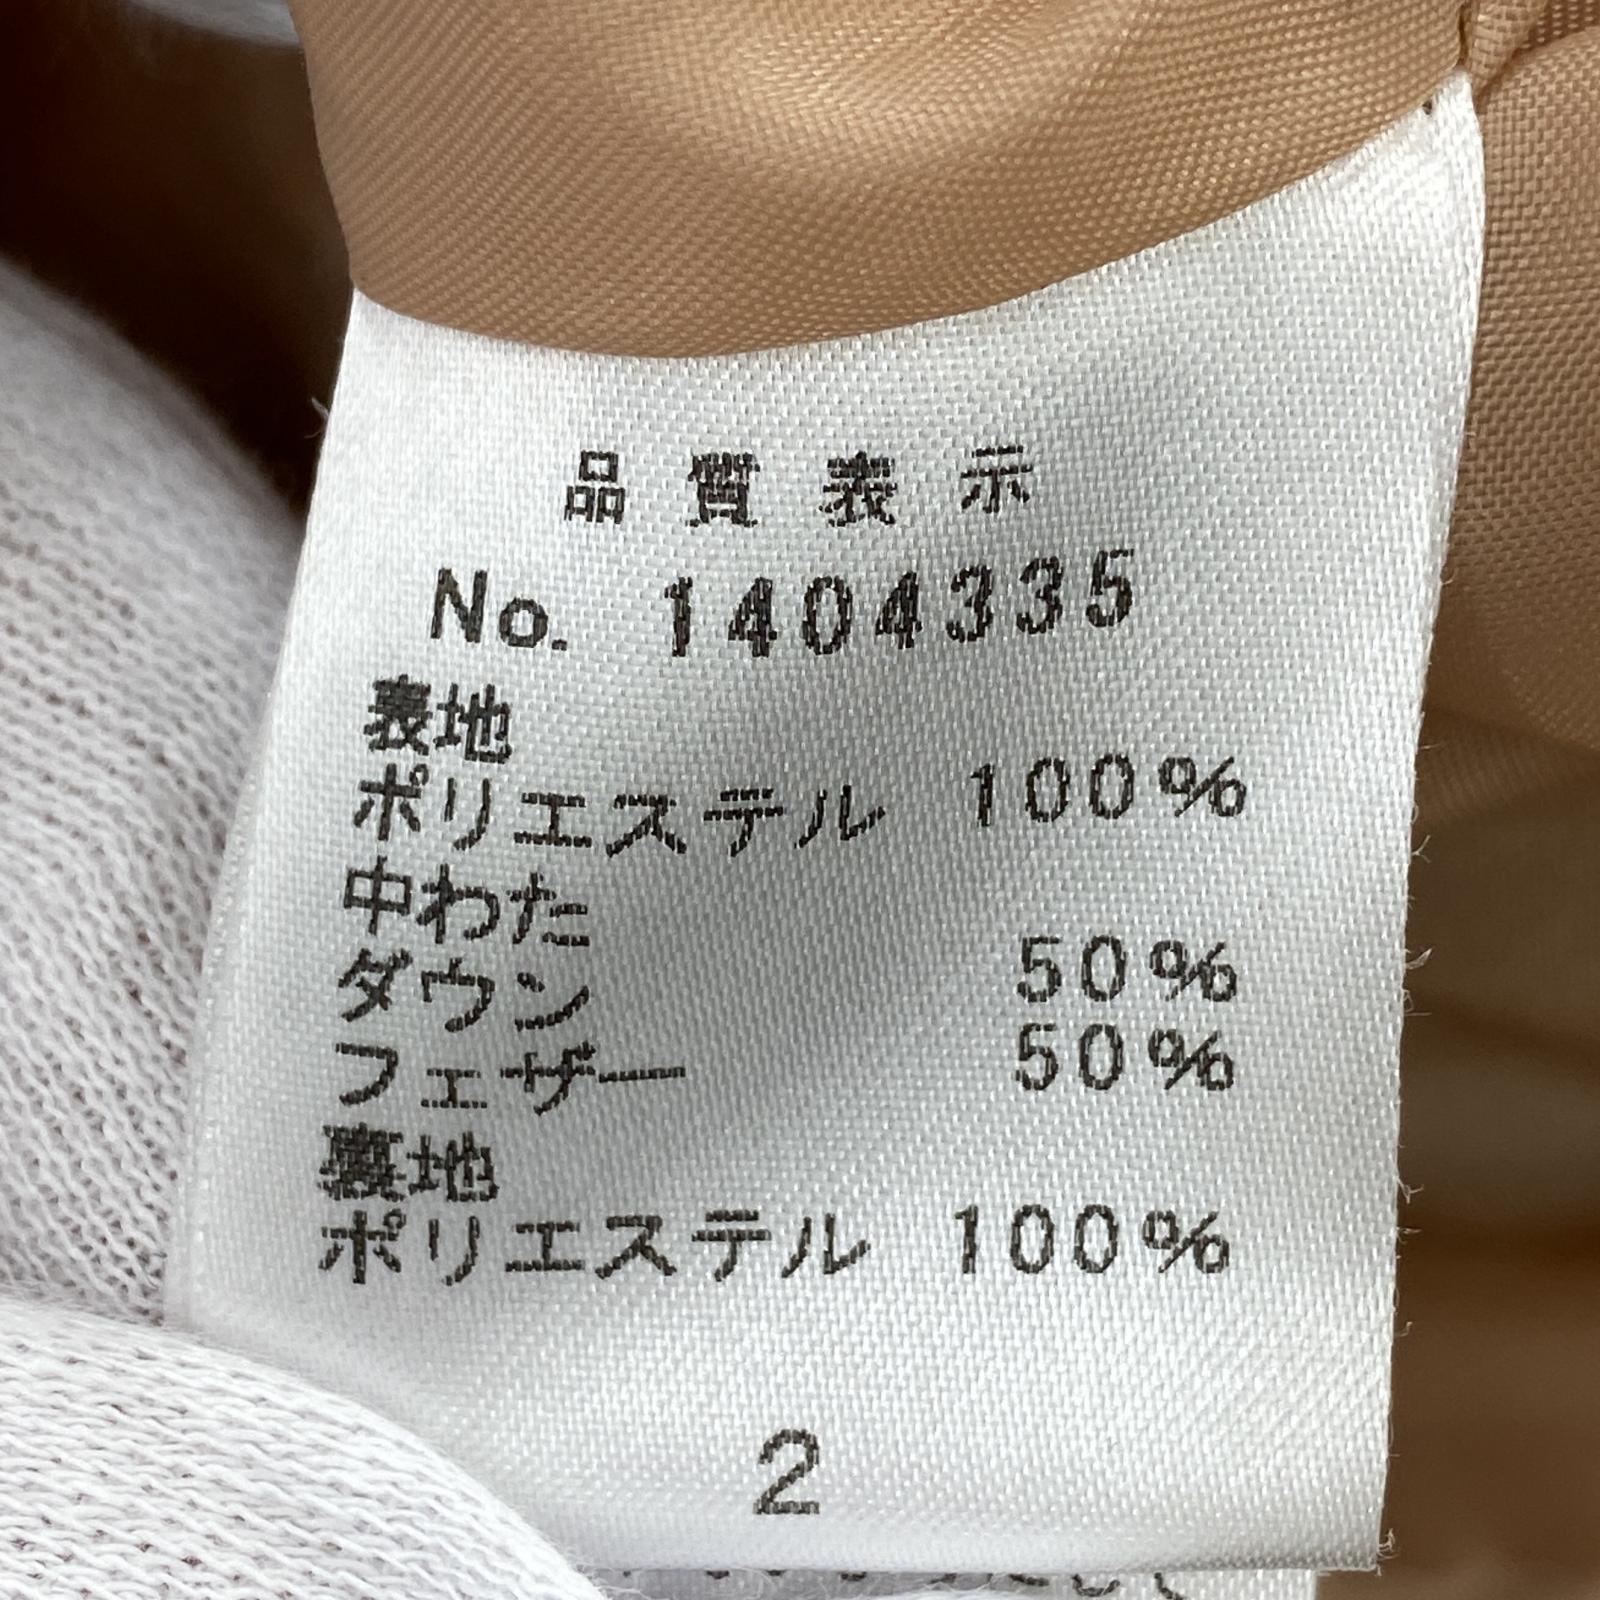 品質表示
No. 1404335
表地
ポリエステル 100%
中わた
ダウン 50%
フェザー 50%
裏地
ポリエステル 100%
2